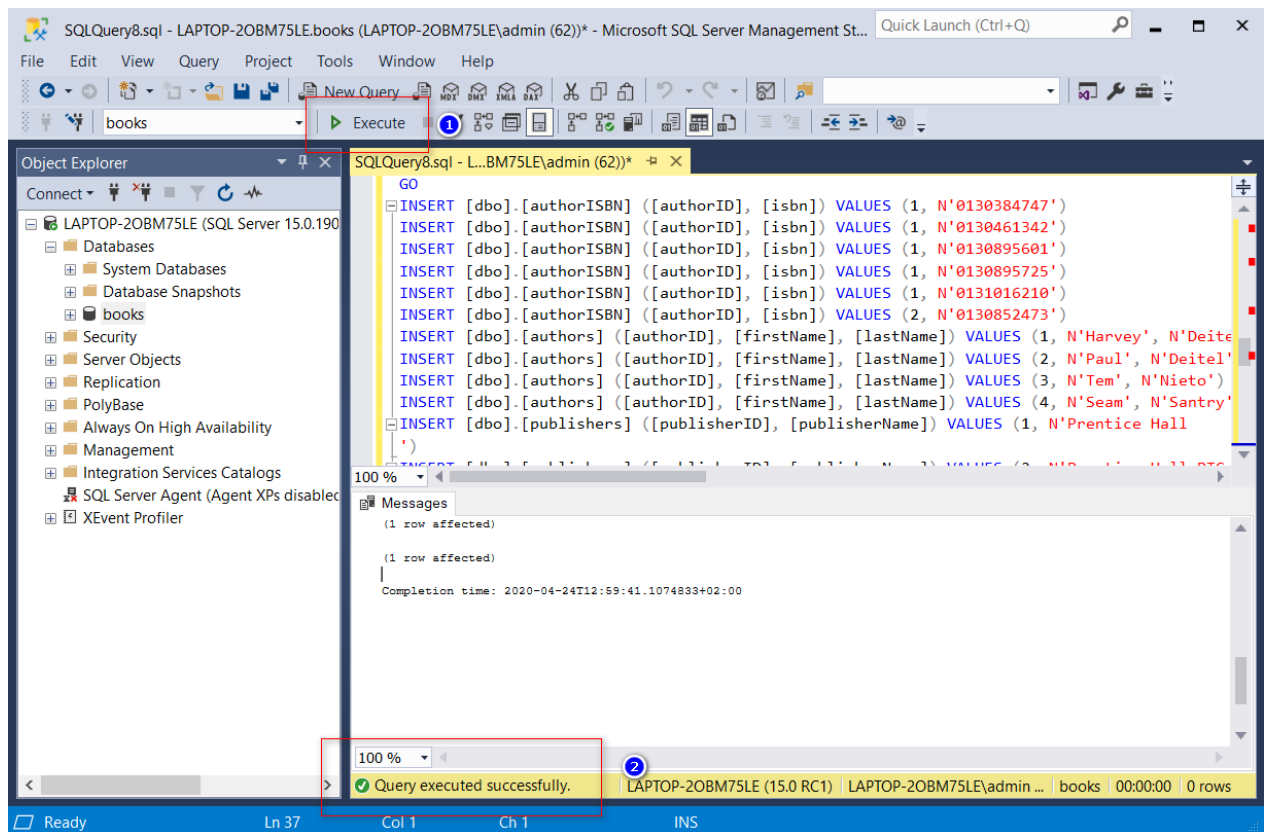 SQLQuery8.sql - LAPTOP-2OBM75LE.books (LAPTOP-2OBM75LE\admin (62))* - Microsoft SQL Server Management St...
Quick Launch (Ctrl+Q)
File Edit View Query Project Tools Window Help
New Query MDX DMX XMLA DAX
books Execute 1
Object Explorer
Connect
LAPTOP-2OBM75LE (SQL Server 15.0.190
Databases
System Databases
Database Snapshots
books
Security
Server Objects
Replication
PolyBase
Always On High Availability
Management
Integration Services Catalogs
SQL Server Agent (Agent XPs disabled
XEvent Profiler
SQLQuery8.sql - L...BM75LE\admin (62))*
GO
INSERT [dbo].[authorISBN] ([authorID], [isbn]) VALUES (1, N'0130384747')
INSERT [dbo].[authorISBN] ([authorID], [isbn]) VALUES (1, N'0130461342')
INSERT [dbo].[authorISBN] ([authorID], [isbn]) VALUES (1, N'0130895601')
INSERT [dbo].[authorISBN] ([authorID], [isbn]) VALUES (1, N'0130895725')
INSERT [dbo].[authorISBN] ([authorID], [isbn]) VALUES (1, N'0131016210')
INSERT [dbo].[authorISBN] ([authorID], [isbn]) VALUES (2, N'0130852473')
INSERT [dbo].[authors] ([authorID], [firstName], [lastName]) VALUES (1, N'Harvey', N'Deite
INSERT [dbo].[authors] ([authorID], [firstName], [lastName]) VALUES (2, N'Paul', N'Deitel'
INSERT [dbo].[authors] ([authorID], [firstName], [lastName]) VALUES (3, N'Tem', N'Nieto')
INSERT [dbo].[authors] ([authorID], [firstName], [lastName]) VALUES (4, N'Seam', N'Santry'
INSERT [dbo].[publishers] ([publisherID], [publisherName]) VALUES (1, N'Prentice Hall
')
100 %
Messages
(1 row affected)
(1 row affected)
Completion time: 2020-04-24T12:59:41.1074833+02:00
100 %
2
Query executed successfully. LAPTOP-2OBM75LE (15.0 RC1) LAPTOP-2OBM75LE\admin ... books 00:00:00 0 rows
Ready Ln 37 Col 1 Ch 1 INS